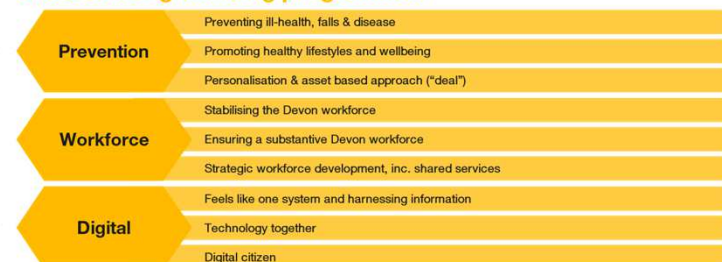 Prevention
Preventing ill-health, falls & disease
Promoting healthy lifestyles and wellbeing
Personalisation & asset based approach (“deal”)
Workforce
Stabilising the Devon workforce
Ensuring a substantive Devon workforce
Strategic workforce development, inc. shared services
Digital
Feels like one system and harnessing information
Technology together
Digital citizen